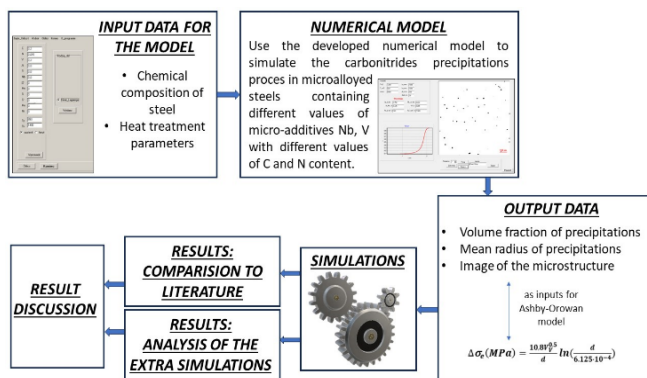 INPUT DATA FOR
THE MODEL
• Chemical
composition of
steel
• Heat treatment
parameters
NUMERICAL MODEL
Use the developed numerical model to
simulate the carbonitrides precipitations
proces in microalloyed
steels containing
different values of
micro-additives Nb, V
with different values
of C and N content.
OUTPUT DATA
• Volume fraction of precipitations
• Mean radius of precipitations
• Image of the microstructure
as inputs for
Ashby-Orowan
model
Δσₑ(MPa) = \frac{10.8V_V^{0.5}}{d} ln(\frac{d}{6.125·10^{-4}})
SIMULATIONS
RESULTS:
COMPARISION TO
LITERATURE
RESULTS:
ANALYSIS OF THE
EXTRA SIMULATIONS
RESULT
DISCUSSION